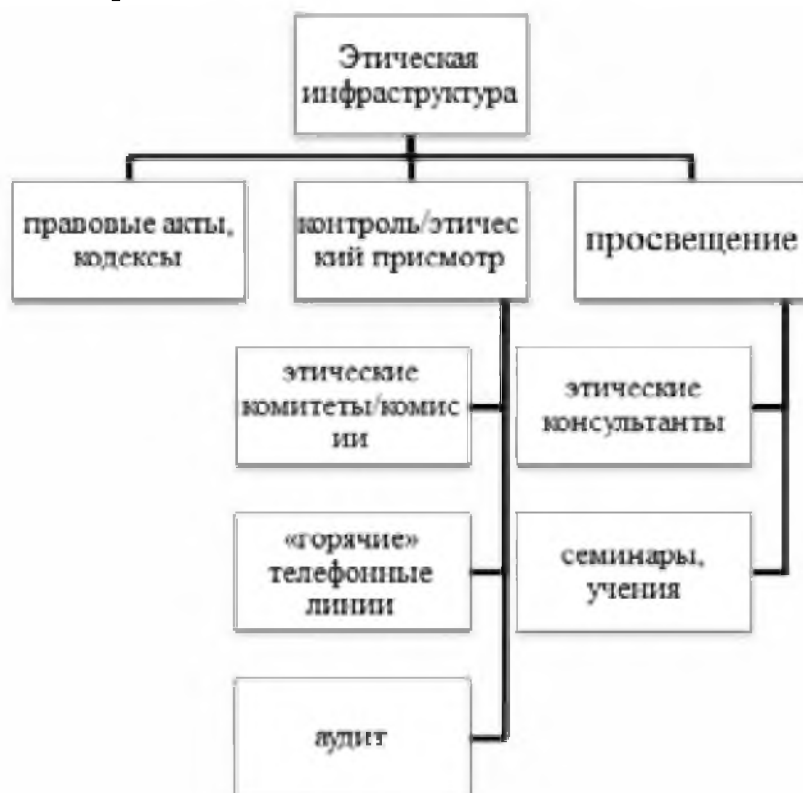 Этическая
инфраструктура
правовые акты,
кодексы
контроль/этичес
кий присмотр
просвещение
этические
комитеты/комис
ии
этические
консультанты
«горячие»
телефонные
линии
семинары,
учения
аудит